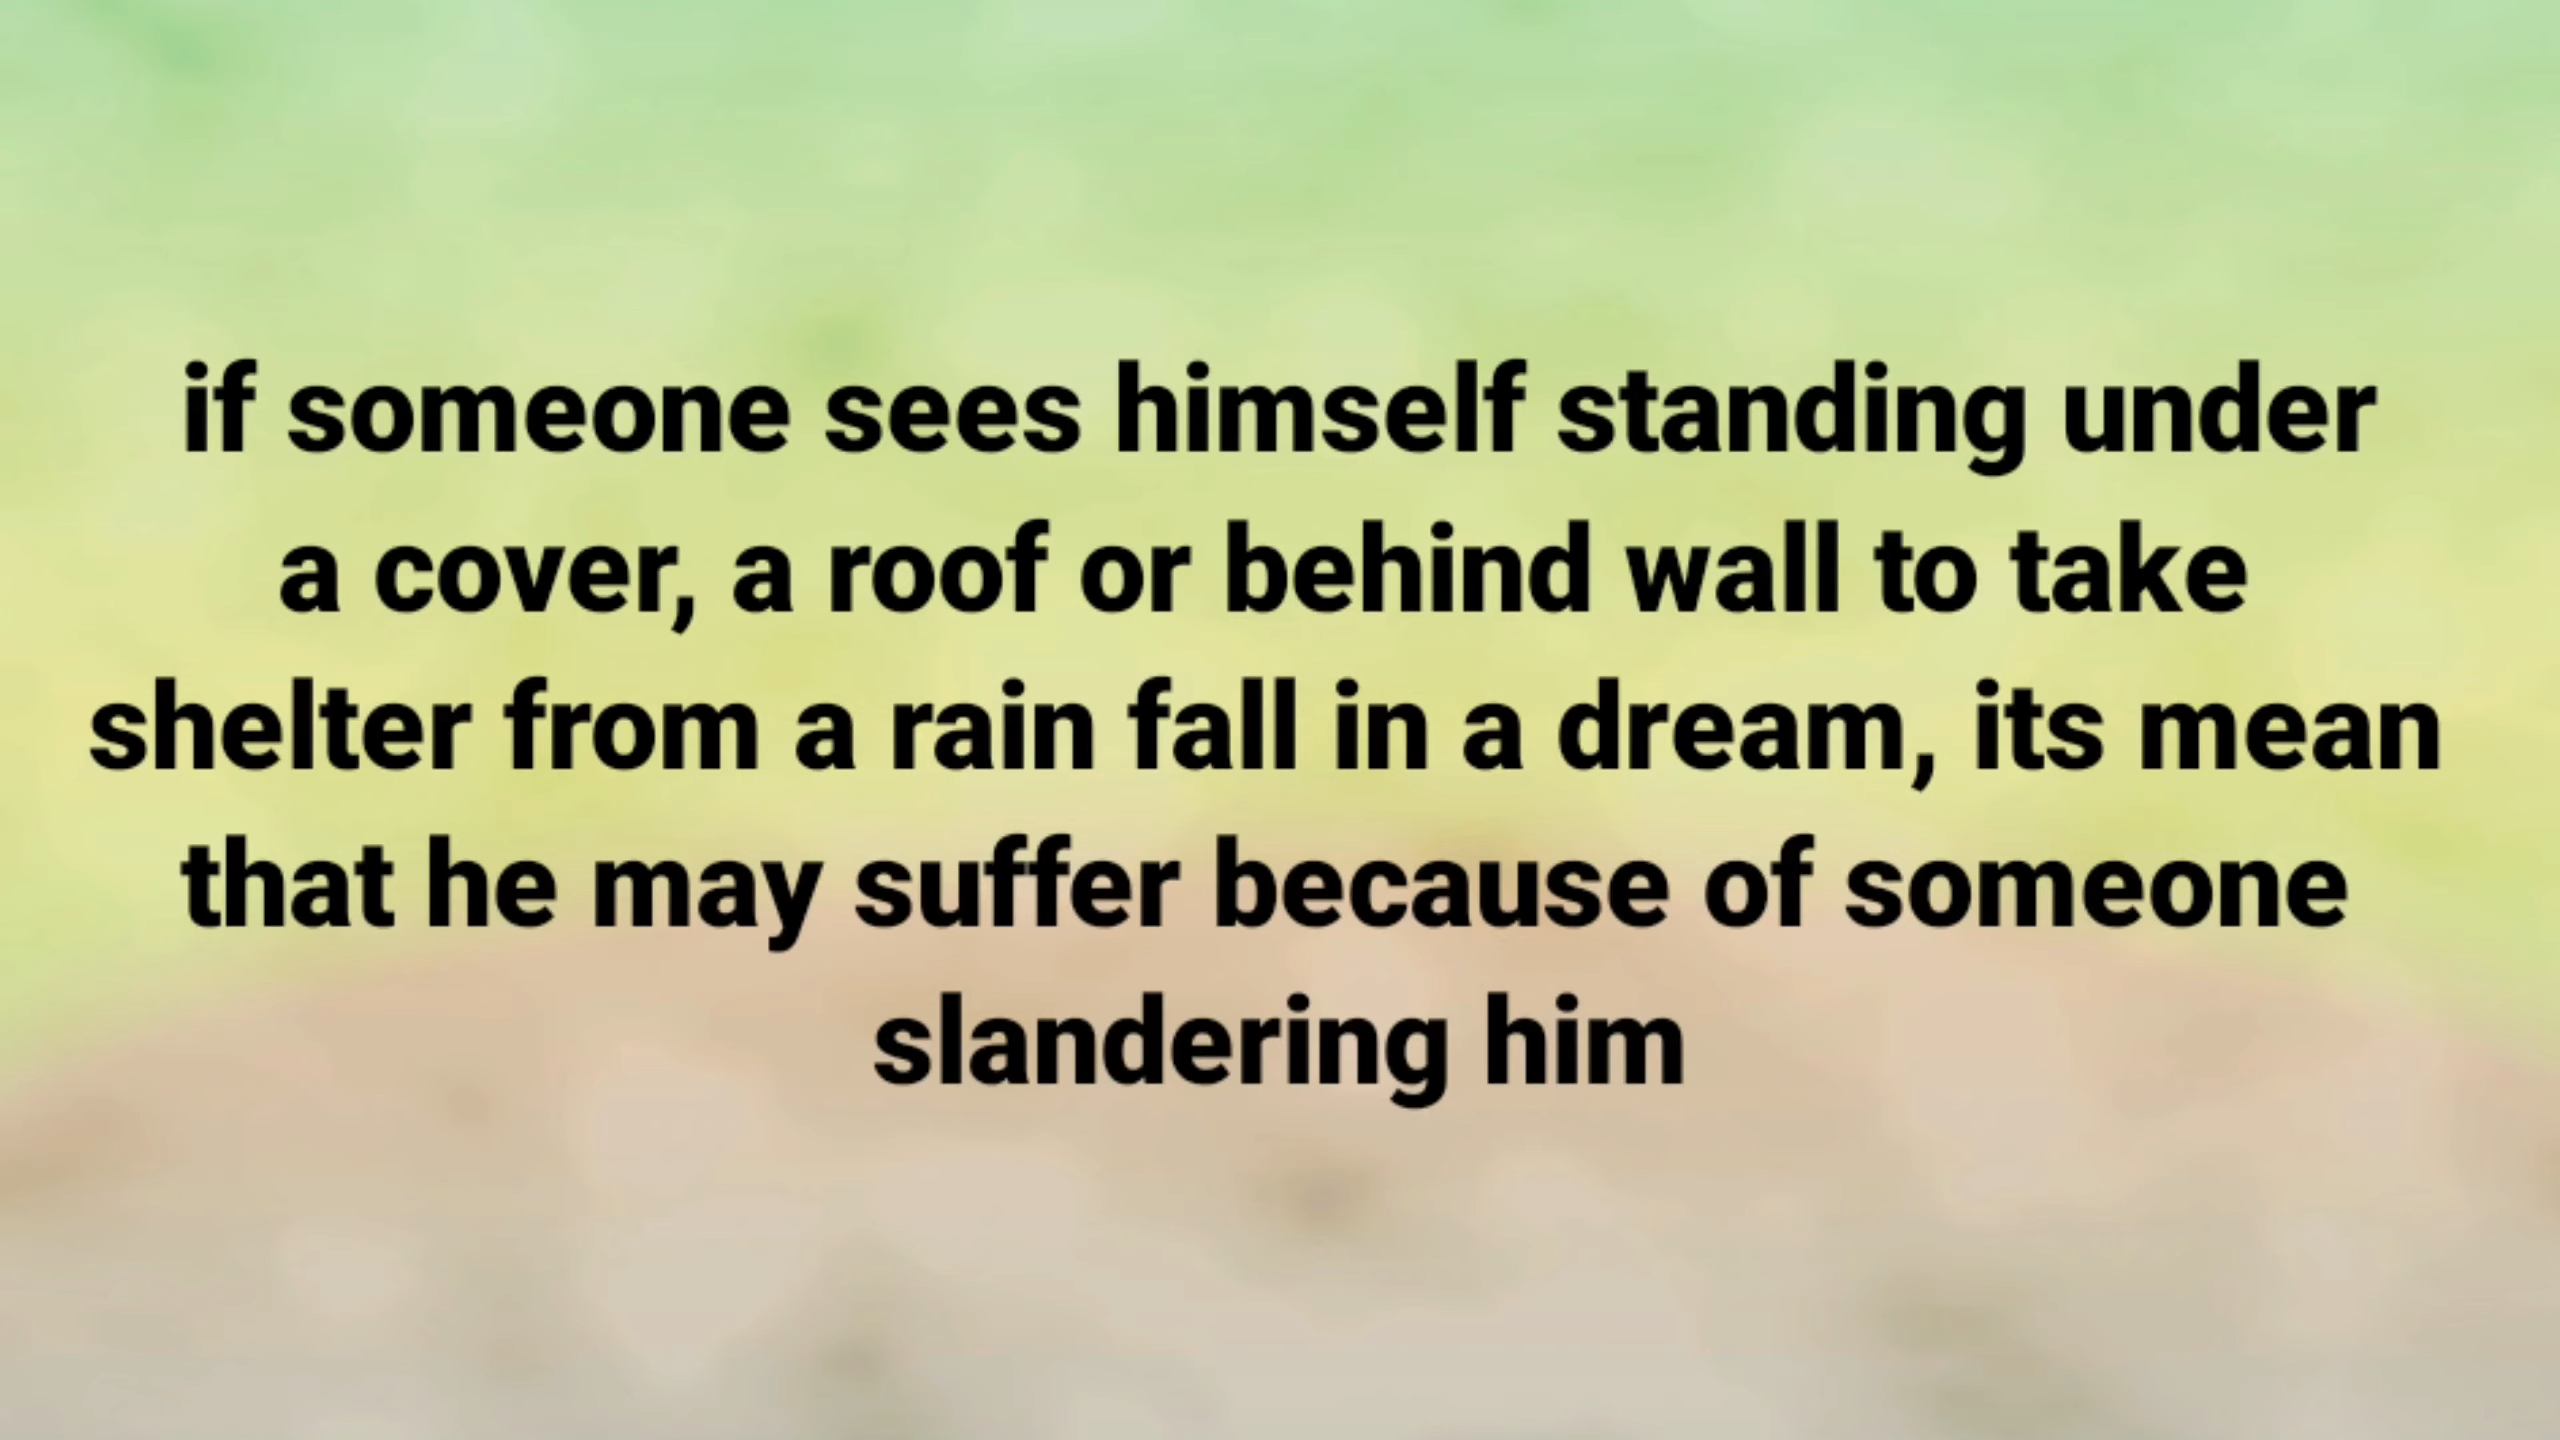 if someone sees himself standing under
a cover, a roof or behind wall to take
shelter from a rain fall in a dream, its mean
that he may suffer because of someone
slandering him